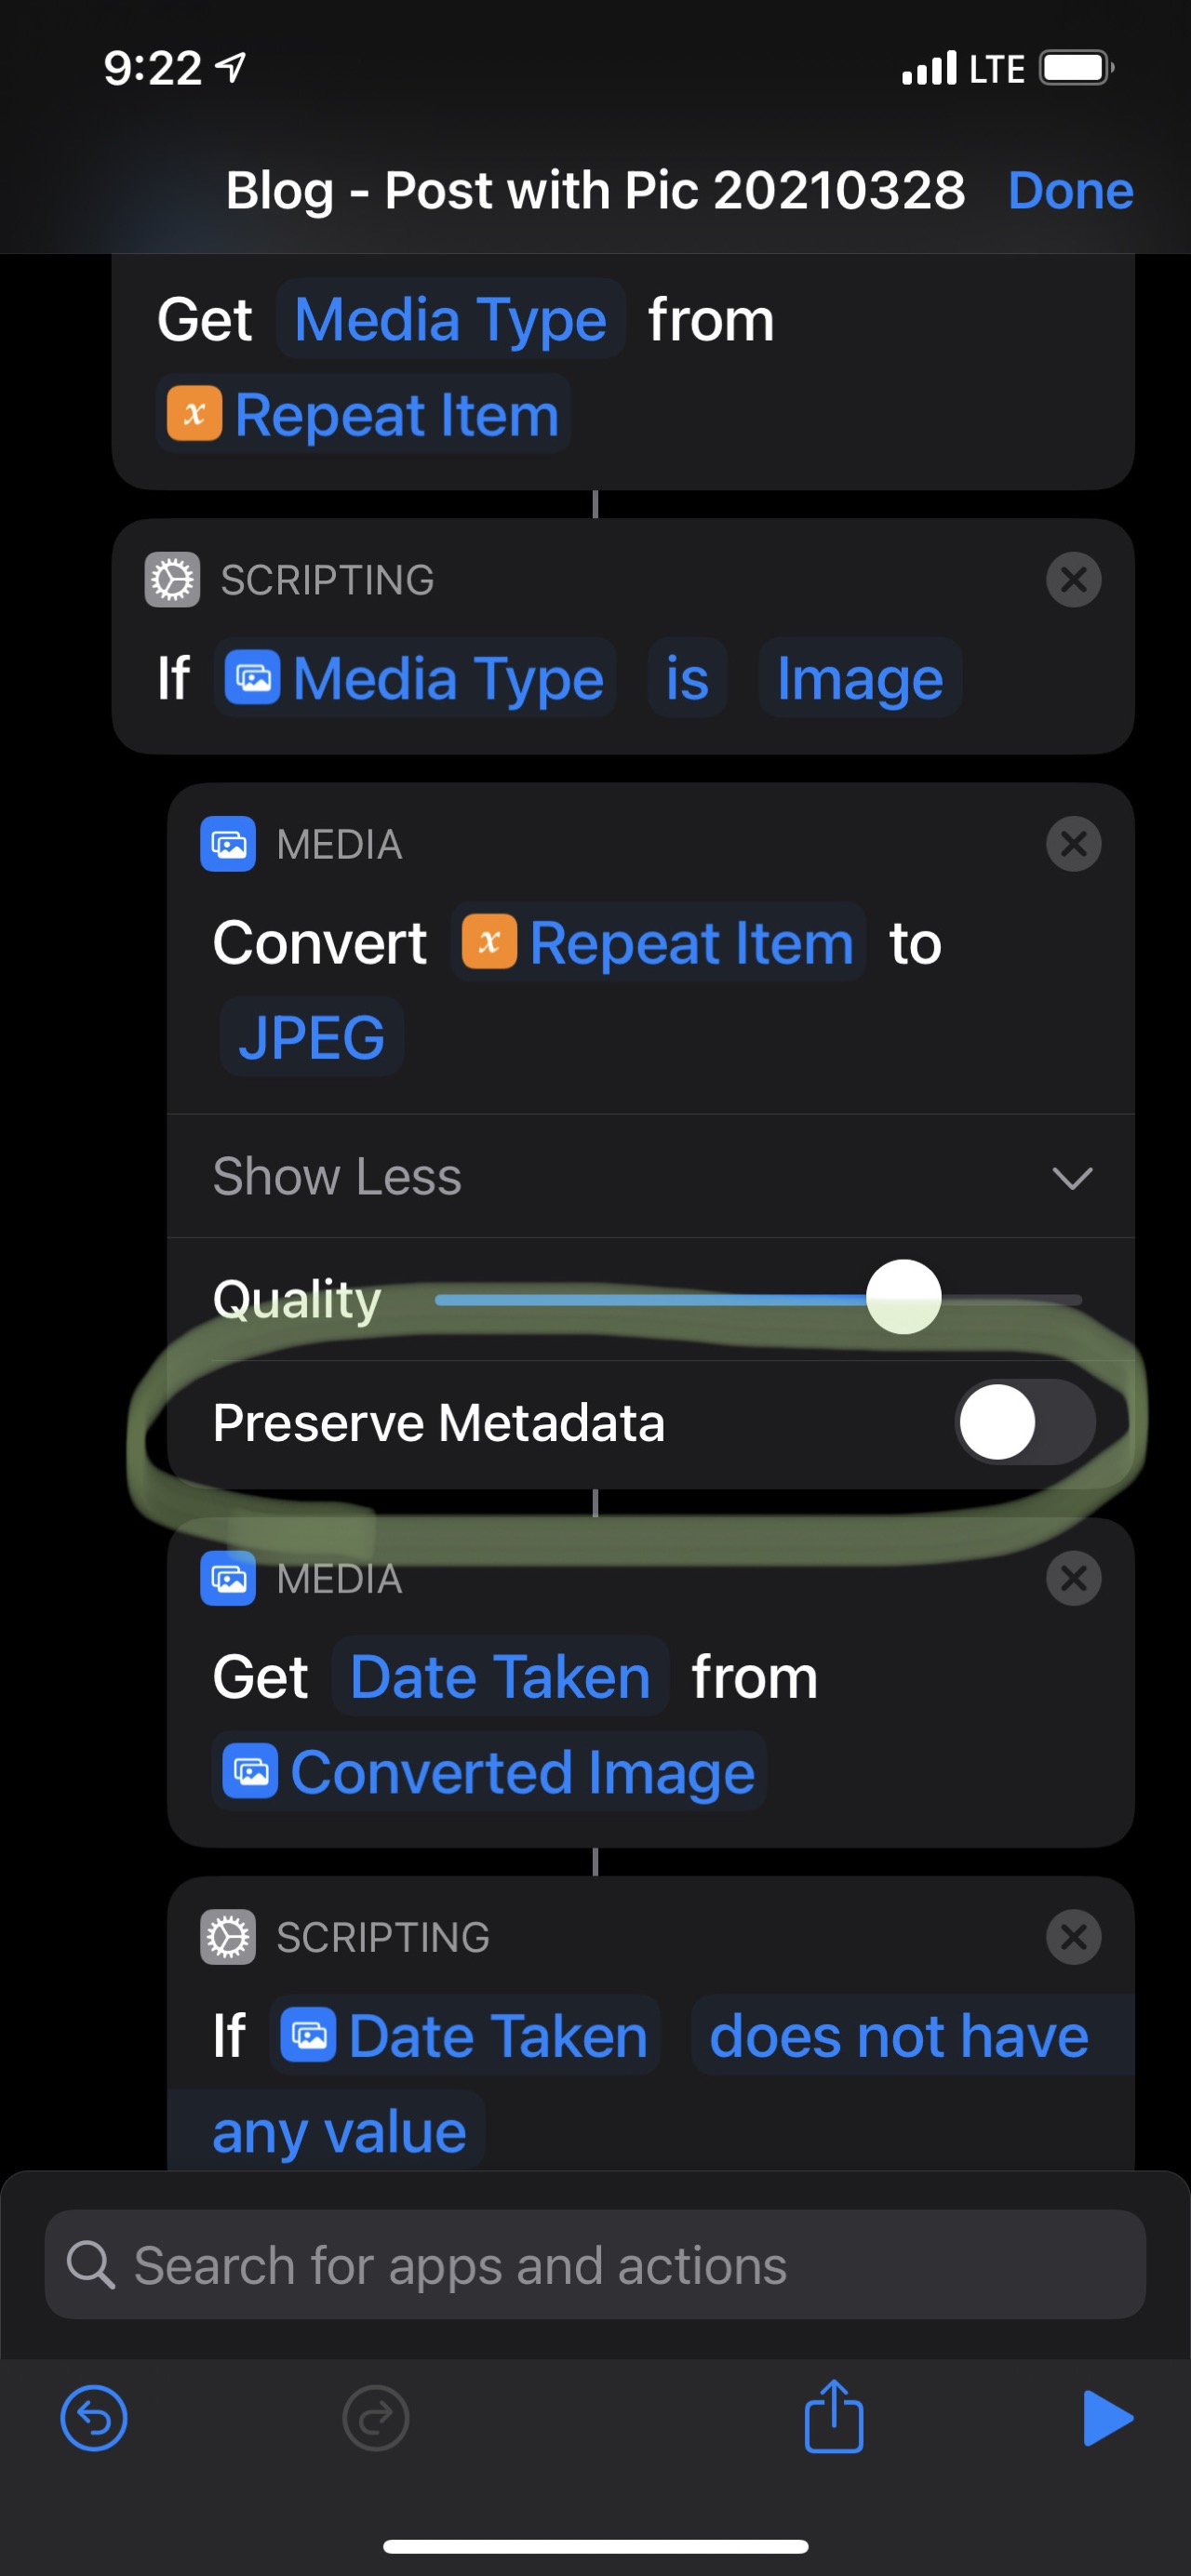 9:22 LTE
Blog - Post with Pic 20210328 Done
Get Media Type from
x Repeat Item
SCRIPTING
If Media Type is Image
MEDIA
Convert x Repeat Item to
JPEG
Show Less
Quality
Preserve Metadata
MEDIA
Get Date Taken from
Converted Image
SCRIPTING
If Date Taken does not have
any value
Search for apps and actions